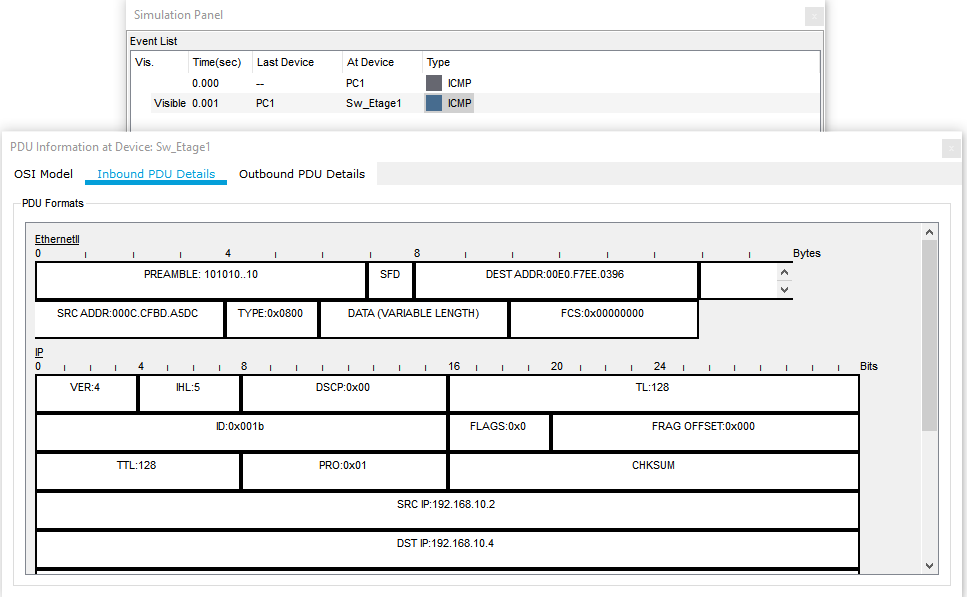 Simulation Panel
Event List
Vis. Time(sec) Last Device At Device Type
0.000 -- PC1 ICMP
Visible 0.001 PC1 Sw_Etage1 ICMP
PDU Information at Device: Sw_Etage1
OSI Model Inbound PDU Details Outbound PDU Details
PDU Formats
EthernetII
0 4 8 Bytes
PREAMBLE: 101010..10 SFD DEST ADDR:00E0.F7EE.0396
SRC ADDR:000C.CFBD.A5DC TYPE:0x0800 DATA (VARIABLE LENGTH) FCS:0x00000000
IP
0 4 8 16 20 24 Bits
VER:4 IHL:5 DSCP:0x00 TL:128
ID:0x001b FLAGS:0x0 FRAG OFFSET:0x000
TTL:128 PRO:0x01 CHKSUM
SRC IP:192.168.10.2
DST IP:192.168.10.4